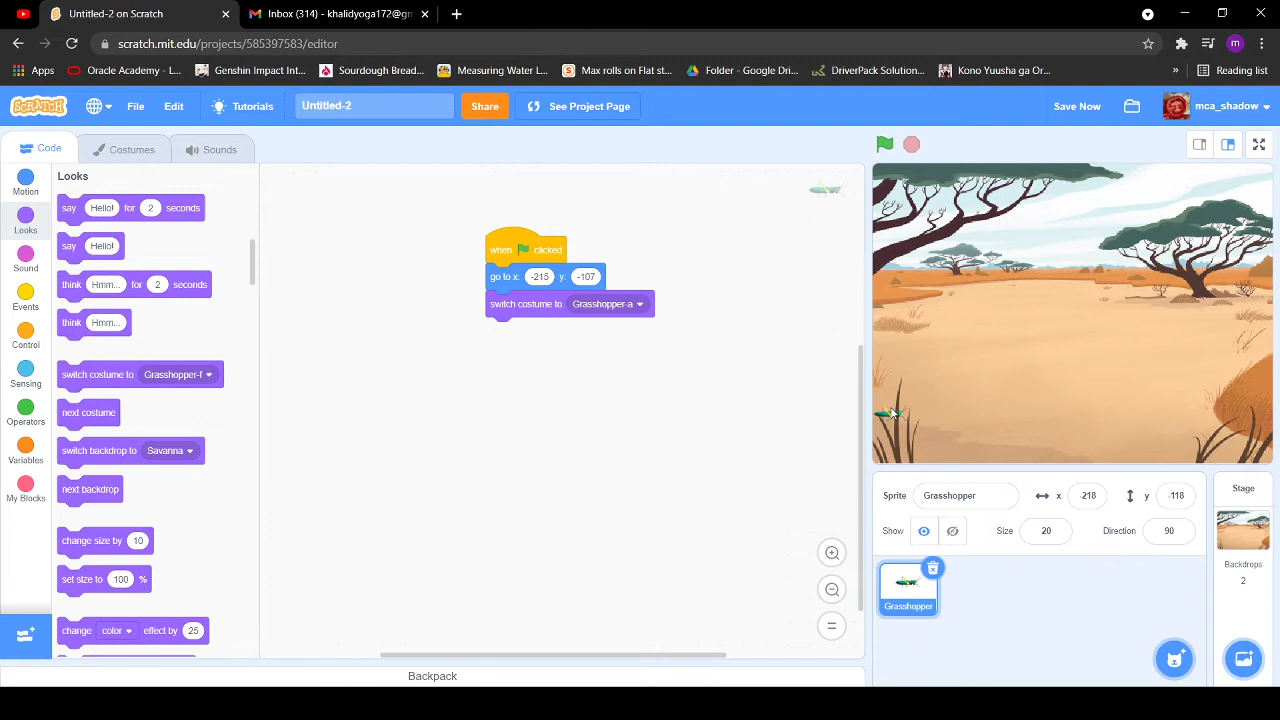 Untitled-2 on Scratch
Inbox (314) - khalidyoga172@gm
scratch.mit.edu/projects/585397583/editor
m
Apps
Oracle Academy - L...
Genshin Impact Int...
Sourdough Bread...
Measuring Water L...
Max rolls on Flat st...
Folder - Google Dri...
DriverPack Solution...
Kono Yuusha ga Or...
»
Reading list
SCRATCH
File
Edit
Tutorials
Untitled-2
Share
See Project Page
Save Now
mca_shadow
Code
Costumes
Sounds
Motion
Looks
Sound
Events
Control
Sensing
Operators
Variables
My Blocks
Looks
say Hello! for 2 seconds
say Hello!
think Hmm... for 2 seconds
think Hmm...
switch costume to Grasshopper-f
next costume
switch backdrop to Savanna
next backdrop
change size by 10
set size to 100 %
change color effect by 25
when clicked
go to x: -215 y: -107
switch costume to Grasshopper-a
Backpack
Sprite Grasshopper x -218 y -118
Show Size 20 Direction 90
Grasshopper
Stage
Backdrops
2